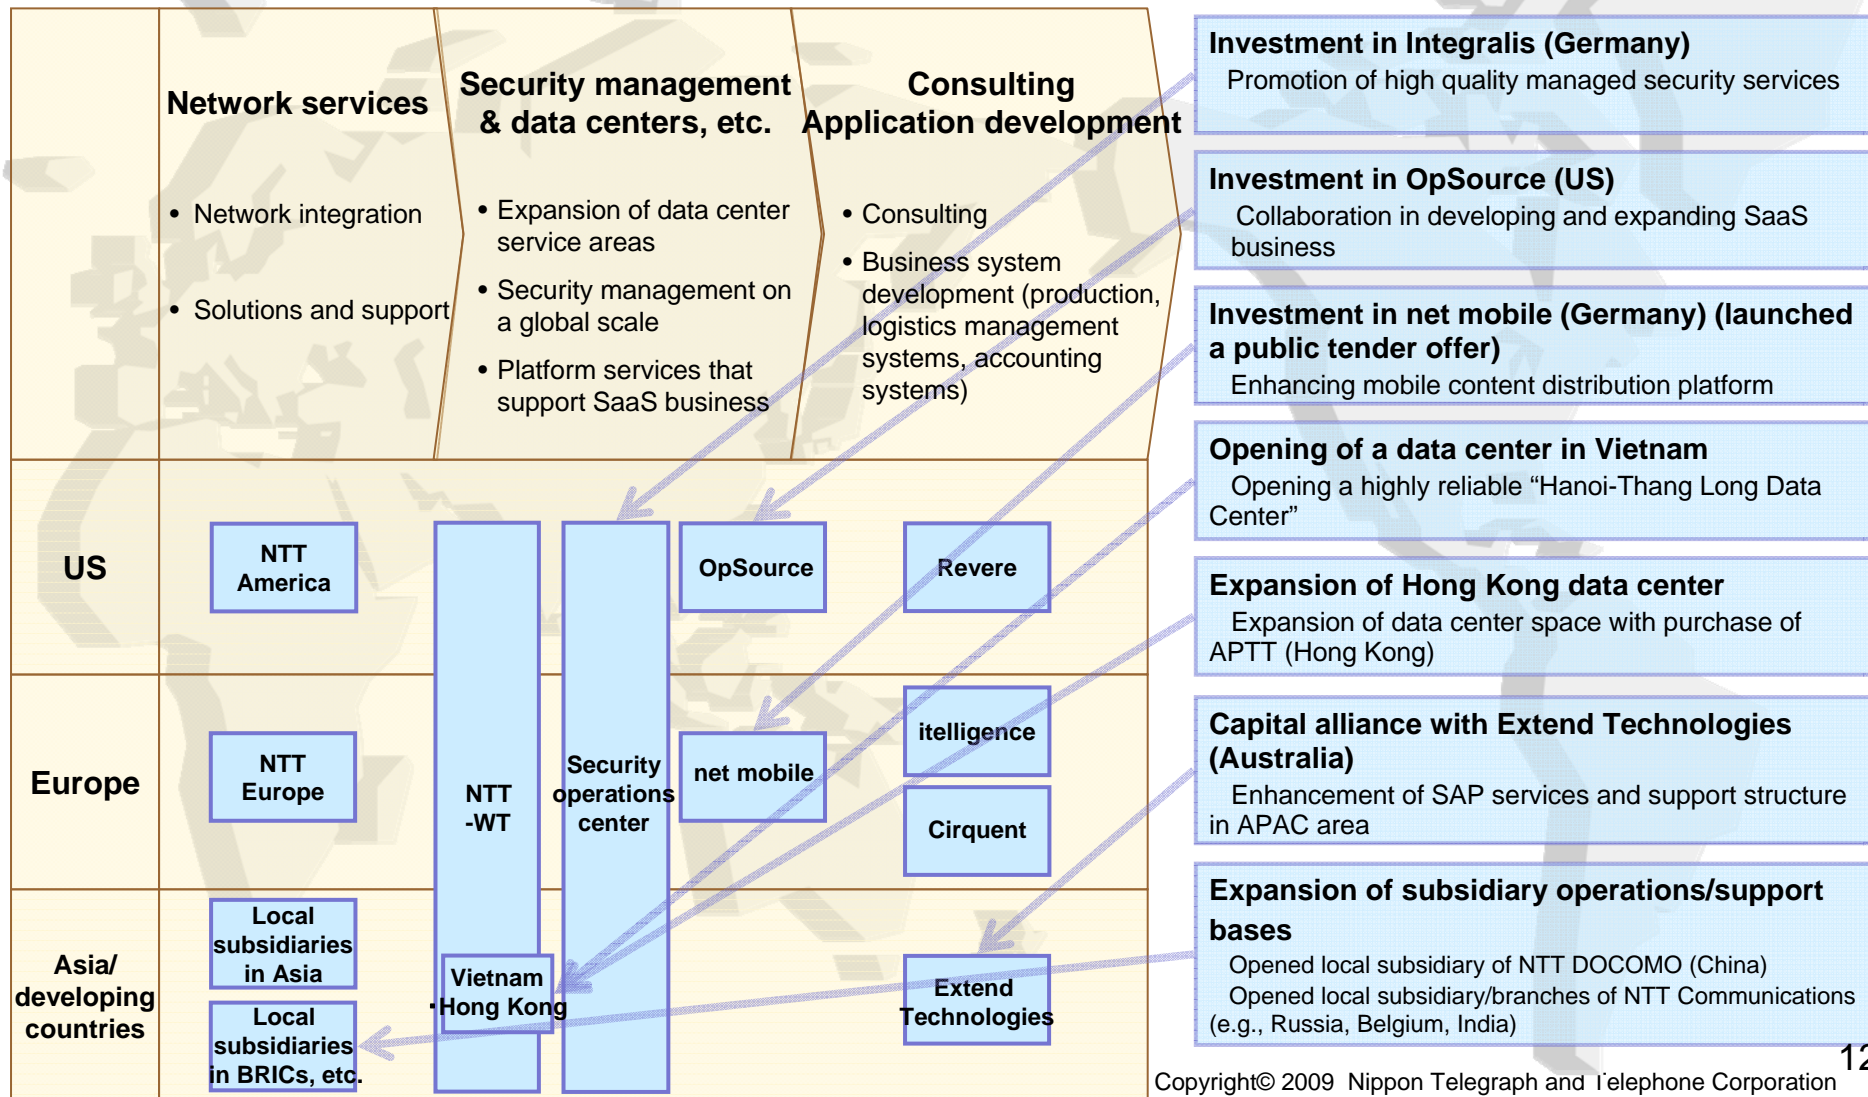 Network services
Security management
& data centers, etc.
Consulting
Application development
• Network integration
• Solutions and support
• Expansion of data center
service areas
• Security management on
a global scale
• Platform services that
support SaaS business
• Consulting
• Business system
development (production,
logistics management
systems, accounting
systems)
US
NTT
America
OpSource
Revere
Europe
NTT
Europe
NTT
-WT
Security
operations
center
net mobile
itelligence
Cirquent
Asia/
developing
countries
Local
subsidiaries
in Asia
Local
subsidiaries
in BRICs, etc.
Vietnam
·Hong Kong
Extend
Technologies
Investment in Integralis (Germany)
Promotion of high quality managed security services
Investment in OpSource (US)
Collaboration in developing and expanding SaaS
business
Investment in net mobile (Germany) (launched
a public tender offer)
Enhancing mobile content distribution platform
Opening of a data center in Vietnam
Opening a highly reliable “Hanoi-Thang Long Data
Center”
Expansion of Hong Kong data center
Expansion of data center space with purchase of
APTT (Hong Kong)
Capital alliance with Extend Technologies
(Australia)
Enhancement of SAP services and support structure
in APAC area
Expansion of subsidiary operations/support
bases
Opened local subsidiary of NTT DOCOMO (China)
Opened local subsidiary/branches of NTT Communications
(e.g., Russia, Belgium, India)
12
Copyright© 2009 Nippon Telegraph and Telephone Corporation